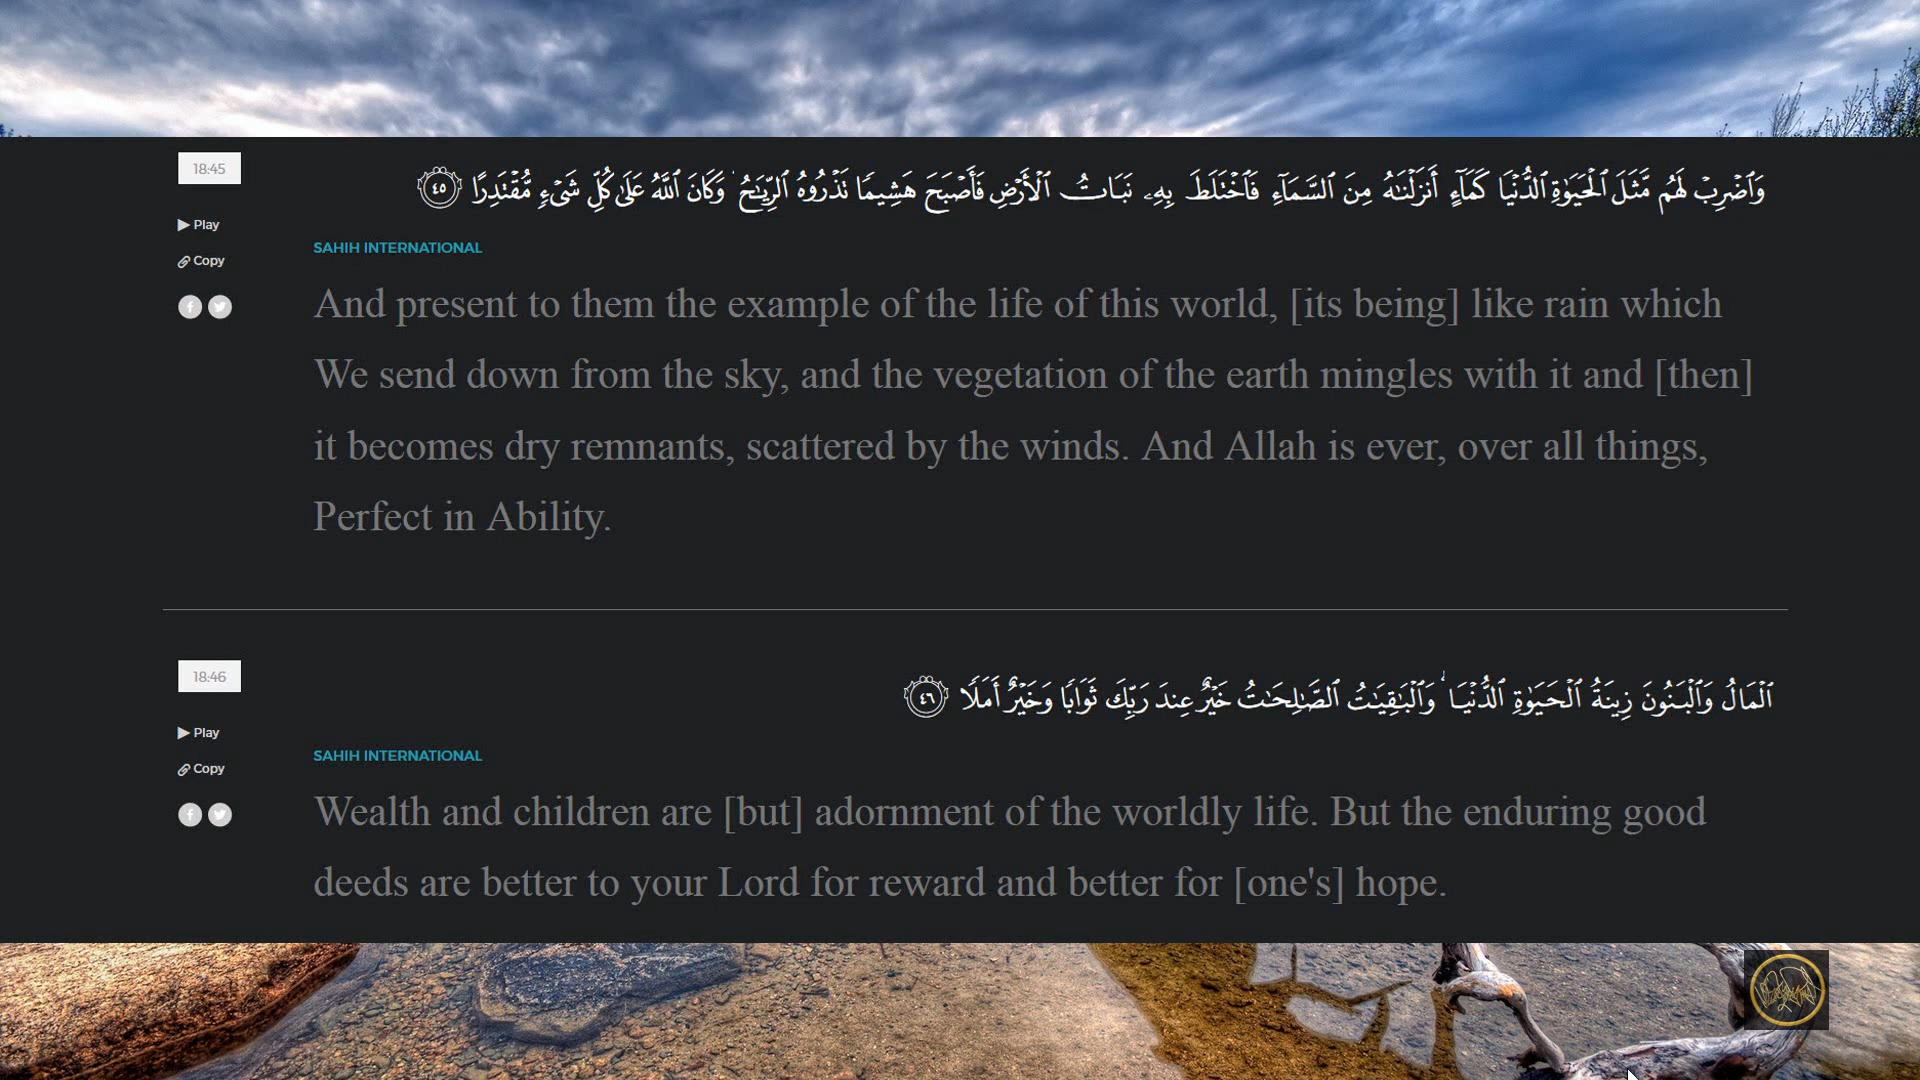 18:45
وَٱضْرِبْ لَهُم مَّثَلَ ٱلْحَيَوٰةِ ٱلدُّنْيَا كَمَآءٍ أَنزَلْنَـٰهُ مِنَ ٱلسَّمَآءِ فَٱخْتَلَطَ بِهِۦ نَبَاتُ ٱلْأَرْضِ فَأَصْبَحَ هَشِيمًا تَذْرُوهُ ٱلرِّيَـٰحُ ۗ وَكَانَ ٱللَّهُ عَلَىٰ كُلِّ شَىْءٍ مُّقْتَدِرًا ٤٥
Play
SAHIH INTERNATIONAL
Copy
And present to them the example of the life of this world, [its being] like rain which
We send down from the sky, and the vegetation of the earth mingles with it and [then]
it becomes dry remnants, scattered by the winds. And Allah is ever, over all things,
Perfect in Ability.
18:46
ٱلْمَالُ وَٱلْبَنُونَ زِينَةُ ٱلْحَيَوٰةِ ٱلدُّنْيَا ۖ وَٱلْبَـٰقِيَـٰتُ ٱلصَّـٰلِحَـٰتُ خَيْرٌ عِندَ رَبِّكَ ثَوَابًا وَخَيْرٌ أَمَلًا ٤٦
Play
SAHIH INTERNATIONAL
Copy
Wealth and children are [but] adornment of the worldly life. But the enduring good
deeds are better to your Lord for reward and better for [one's] hope.